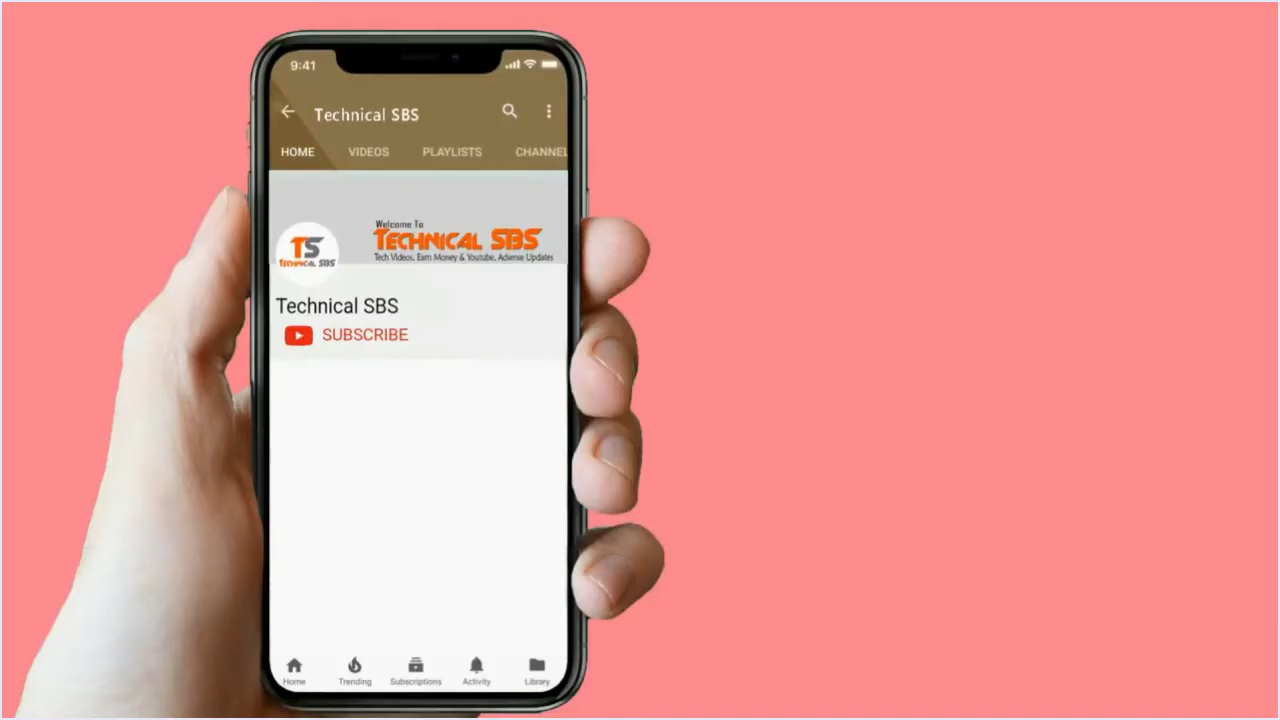 9:41
Technical SBS
HOME VIDEOS PLAYLISTS CHANNEL
Welcome To
TECHNICAL SBS
Tech Videos, Earn Money & Youtube, Adsense Updates
TS
TECHNICAL SBS
Technical SBS
SUBSCRIBE
Home Trending Subscriptions Activity Library